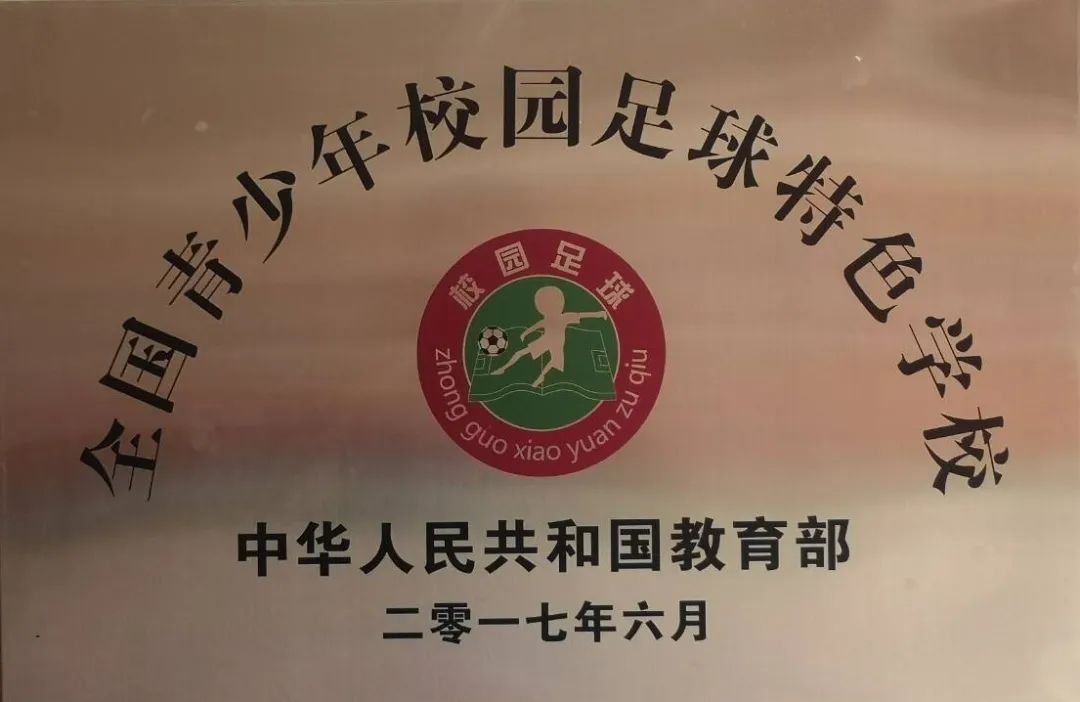 全国青少年校园足球特色学校
校园足球
zhong guo xiao yuan zu qiu
中华人民共和国教育部
二零一七年六月